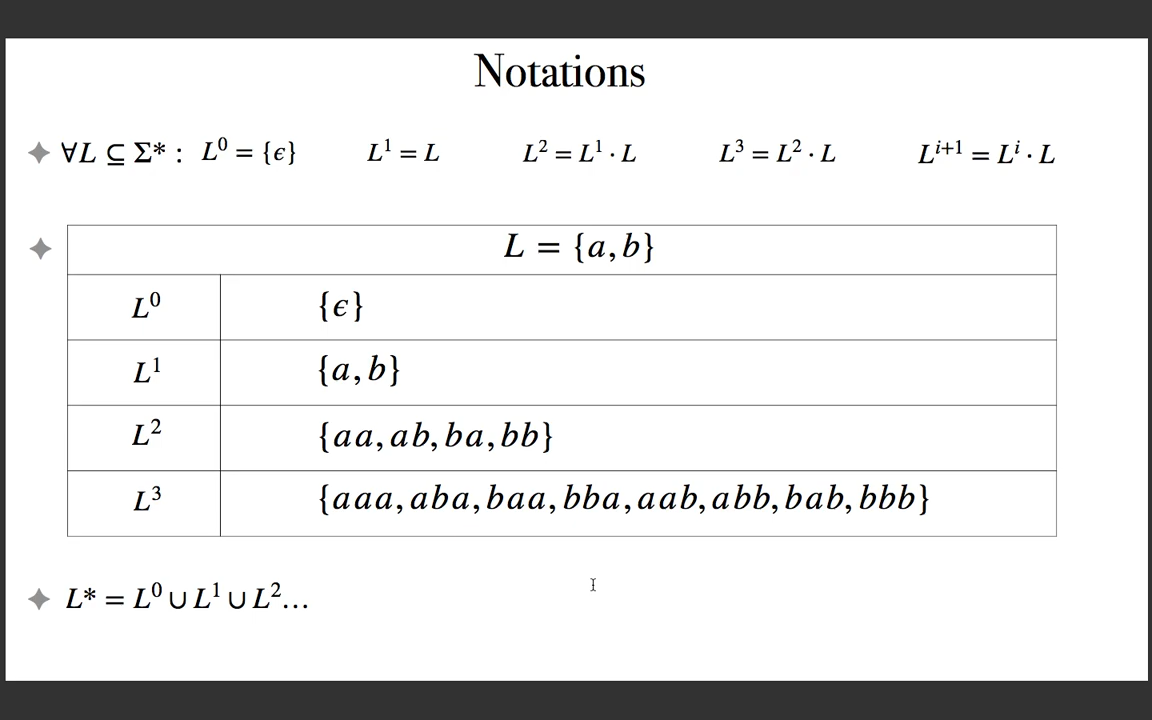 Notations
∀L ⊆ Σ* : L⁰ = {ϵ} L¹ = L L² = L¹ · L L³ = L² · L Lⁱ⁺¹ = Lⁱ · L
L = {a, b}
L⁰ {ϵ}
L¹ {a, b}
L² {aa, ab, ba, bb}
L³ {aaa, aba, baa, bba, aab, abb, bab, bbb}
L* = L⁰ ∪ L¹ ∪ L²…